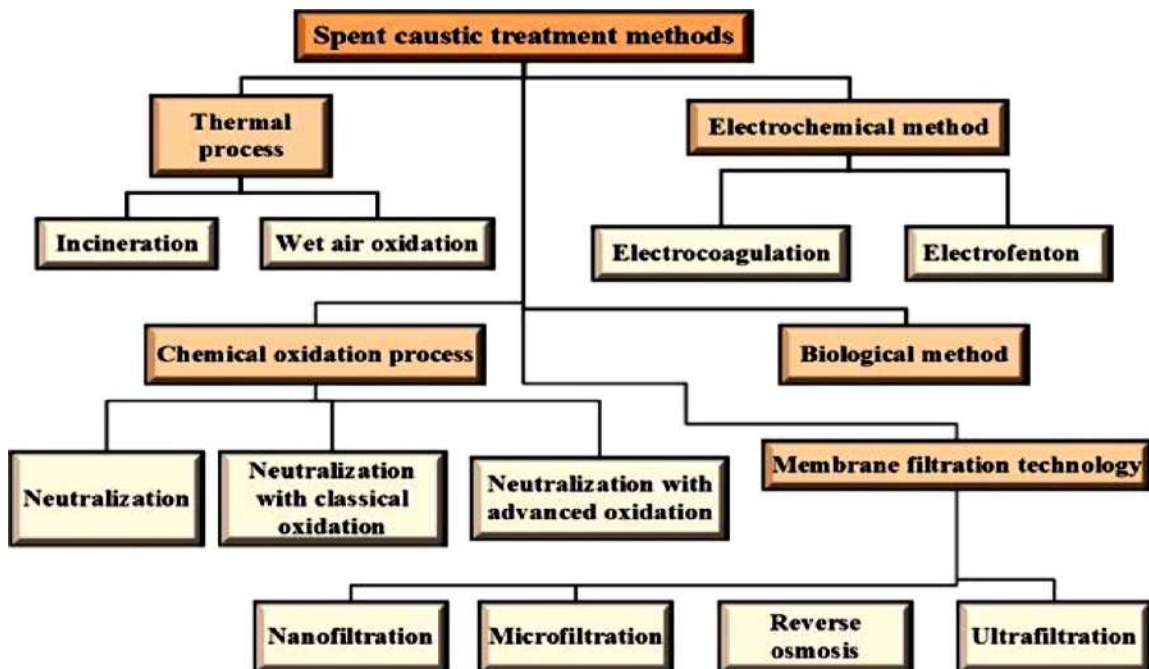 Spent caustic treatment methods
Thermal
process
Electrochemical method
Incineration
Wet air oxidation
Electrocoagulation
Electrofenton
Chemical oxidation process
Biological method
Neutralization
Neutralization
with classical
oxidation
Neutralization with
advanced oxidation
Membrane filtration technology
Nanofiltration
Microfiltration
Reverse
osmosis
Ultrafiltration